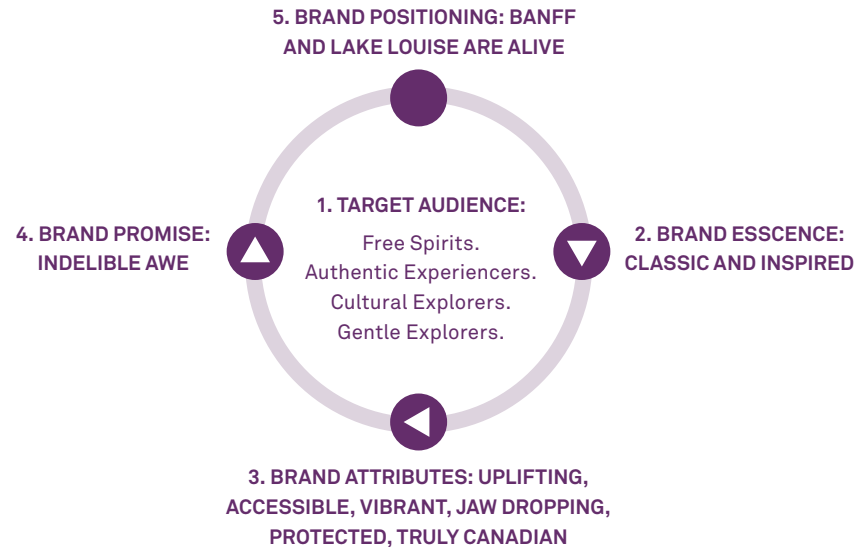 5. BRAND POSITIONING: BANFF
AND LAKE LOUISE ARE ALIVE
1. TARGET AUDIENCE:
Free Spirits.
Authentic Experiencers.
Cultural Explorers.
Gentle Explorers.
4. BRAND PROMISE:
INDELIBLE AWE
2. BRAND ESSCENCE:
CLASSIC AND INSPIRED
3. BRAND ATTRIBUTES: UPLIFTING,
ACCESSIBLE, VIBRANT, JAW DROPPING,
PROTECTED, TRULY CANADIAN